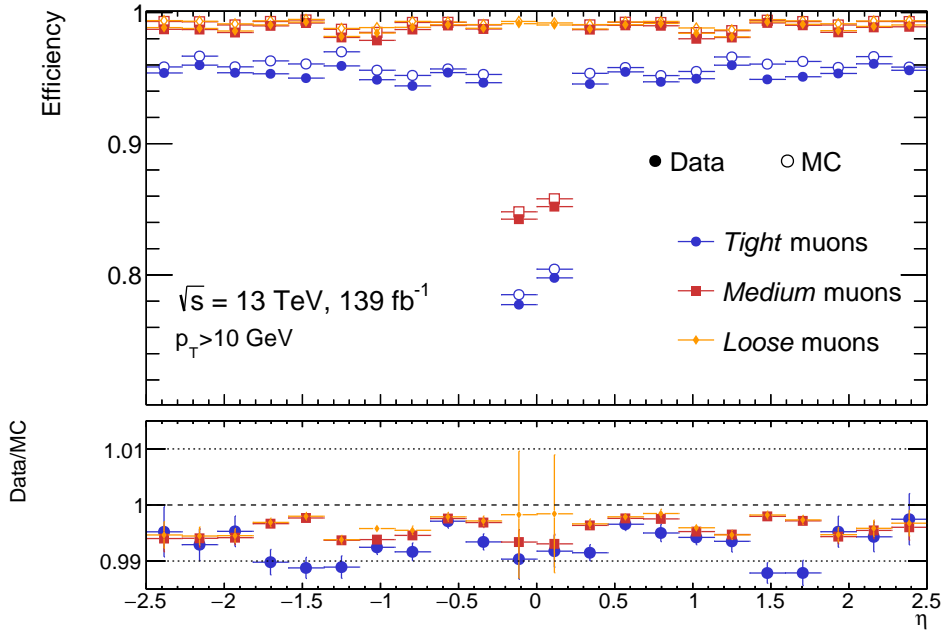 Efficiency
1
0.9
0.8
Data MC
Tight muons
Medium muons
Loose muons
√s = 13 TeV, 139 fb-1
pT>10 GeV
Data/MC
1.01
1
0.99
−2.5 −2 −1.5 −1 −0.5 0 0.5 1 1.5 2 2.5
η